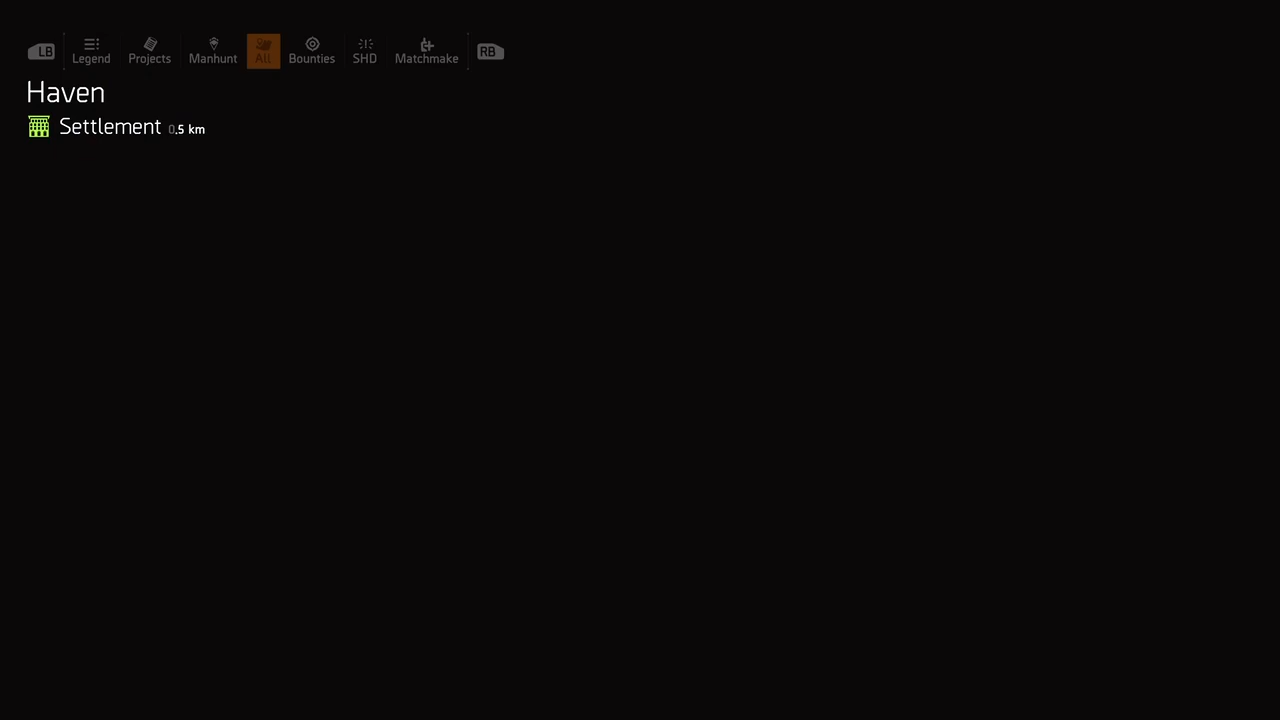 LB Legend Projects Manhunt All Bounties SHD Matchmake RB
Haven
Settlement 0.5 km